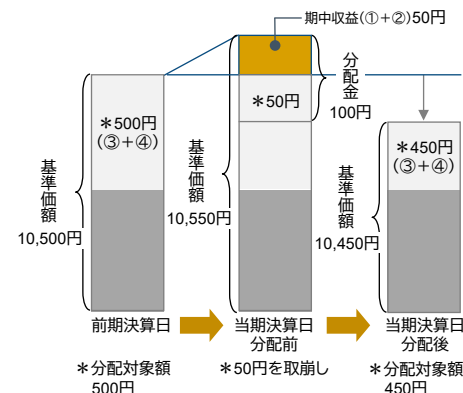 期中収益(①+②)50円
分配金
100円
*50円
*500円
(③+④)
*450円
(③+④)
基準価額
10,500円
基準価額
10,550円
基準価額
10,450円
前期決算日
当期決算日
分配前
当期決算日
分配後
*分配対象額
500円
*50円を取崩し
*分配対象額
450円